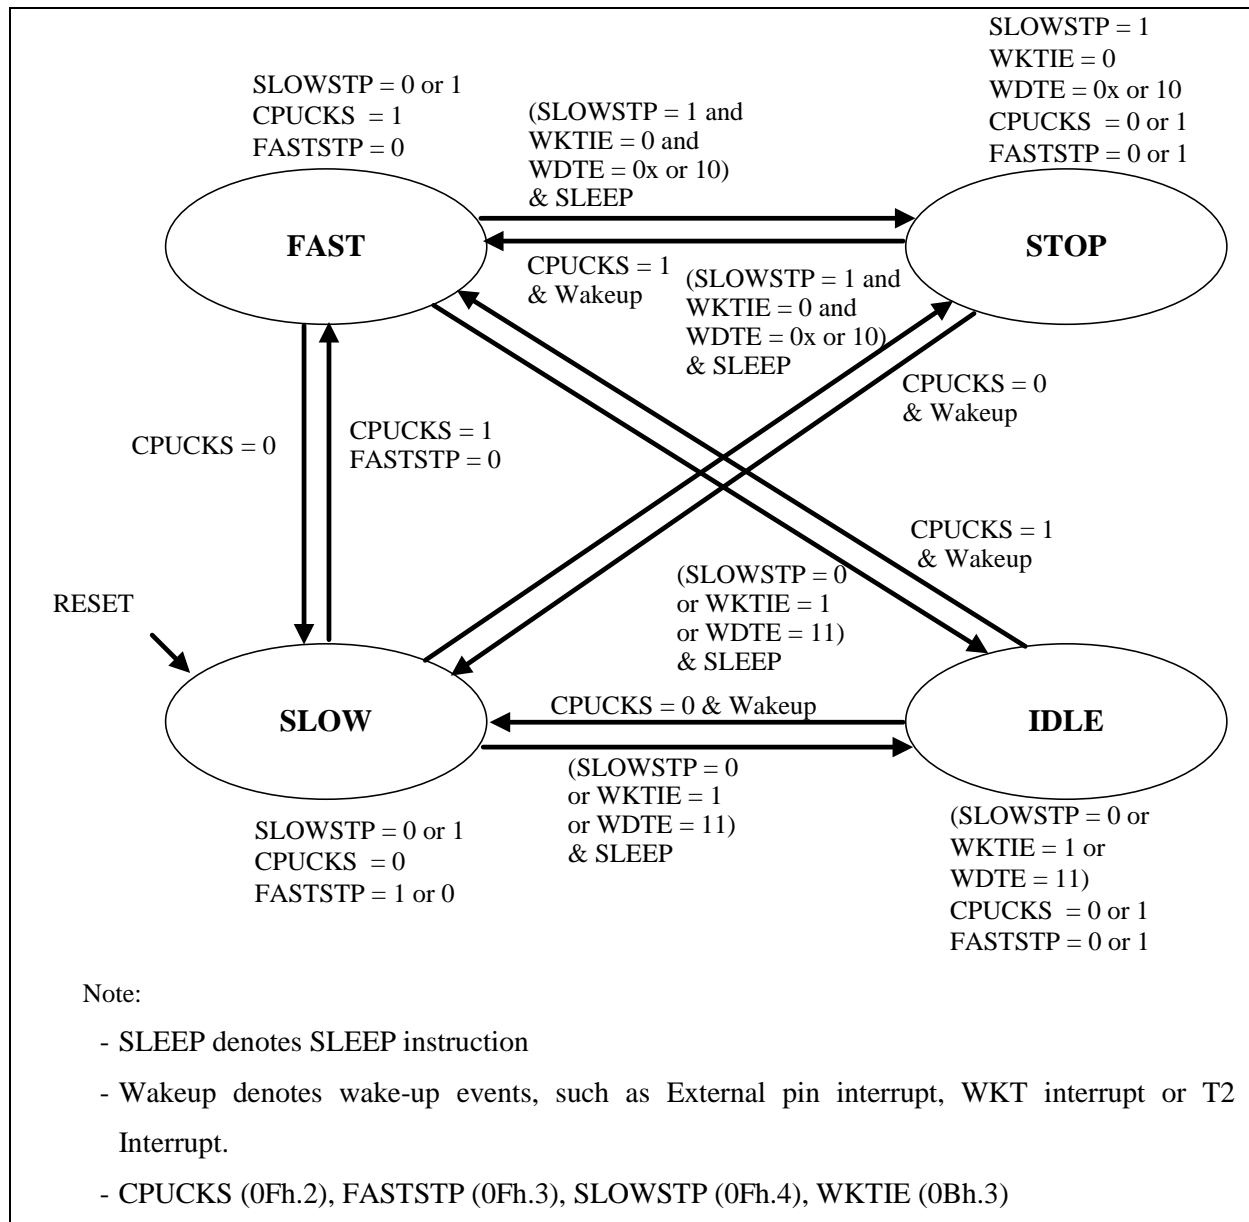 SLOWSTP = 1
WKTIE = 0
WDTE = 0x or 10
CPUCKS = 0 or 1
FASTSTP = 0 or 1
SLOWSTP = 0 or 1
CPUCKS = 1
FASTSTP = 0
(SLOWSTP = 1 and
WKTIE = 0 and
WDTE = 0x or 10)
& SLEEP
FAST
STOP
CPUCKS = 1
& Wakeup
(SLOWSTP = 1 and
WKTIE = 0 and
WDTE = 0x or 10)
& SLEEP
CPUCKS = 0
& Wakeup
CPUCKS = 0
CPUCKS = 1
FASTSTP = 0
CPUCKS = 1
& Wakeup
(SLOWSTP = 0
or WKTIE = 1
or WDTE = 11)
& SLEEP
RESET
SLOW
CPUCKS = 0 & Wakeup
IDLE
(SLOWSTP = 0
or WKTIE = 1
or WDTE = 11)
& SLEEP
SLOWSTP = 0 or 1
CPUCKS = 0
FASTSTP = 1 or 0
(SLOWSTP = 0 or
WKTIE = 1 or
WDTE = 11)
CPUCKS = 0 or 1
FASTSTP = 0 or 1
Note:
- SLEEP denotes SLEEP instruction
- Wakeup denotes wake-up events, such as External pin interrupt, WKT interrupt or T2
Interrupt.
- CPUCKS (0Fh.2), FASTSTP (0Fh.3), SLOWSTP (0Fh.4), WKTIE (0Bh.3)